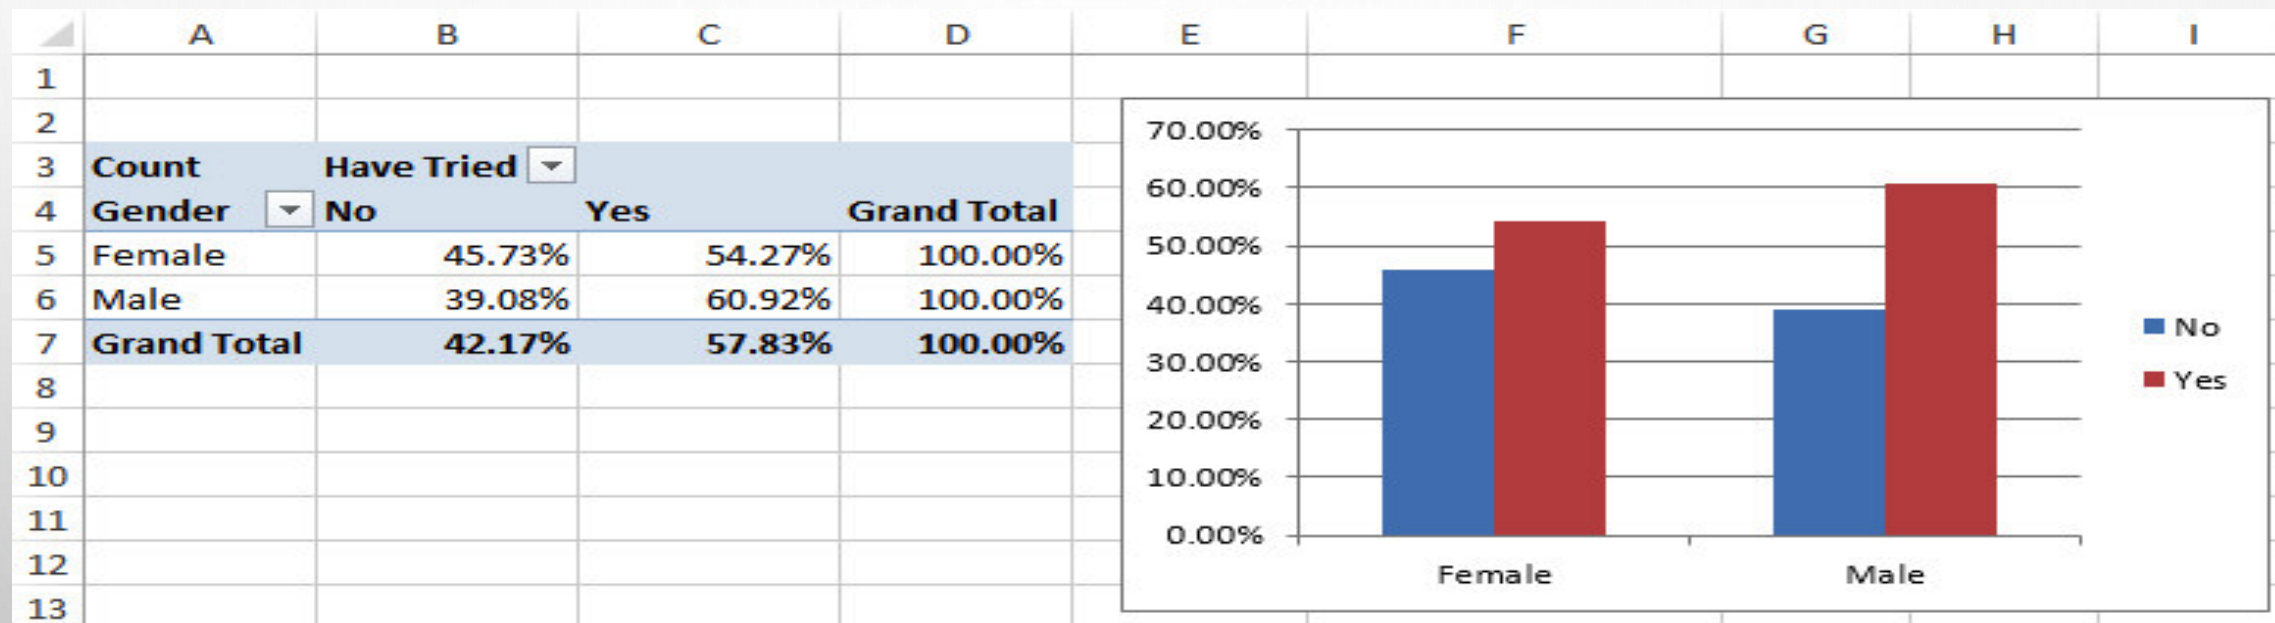 A B C D E F G H I
1
2
3 Count Have Tried
4 Gender No Yes Grand Total
5 Female 45.73% 54.27% 100.00%
6 Male 39.08% 60.92% 100.00%
7 Grand Total 42.17% 57.83% 100.00%
8
9
10
11
12
13
70.00%
60.00%
50.00%
40.00%
30.00%
20.00%
10.00%
0.00%
Female Male
No
Yes